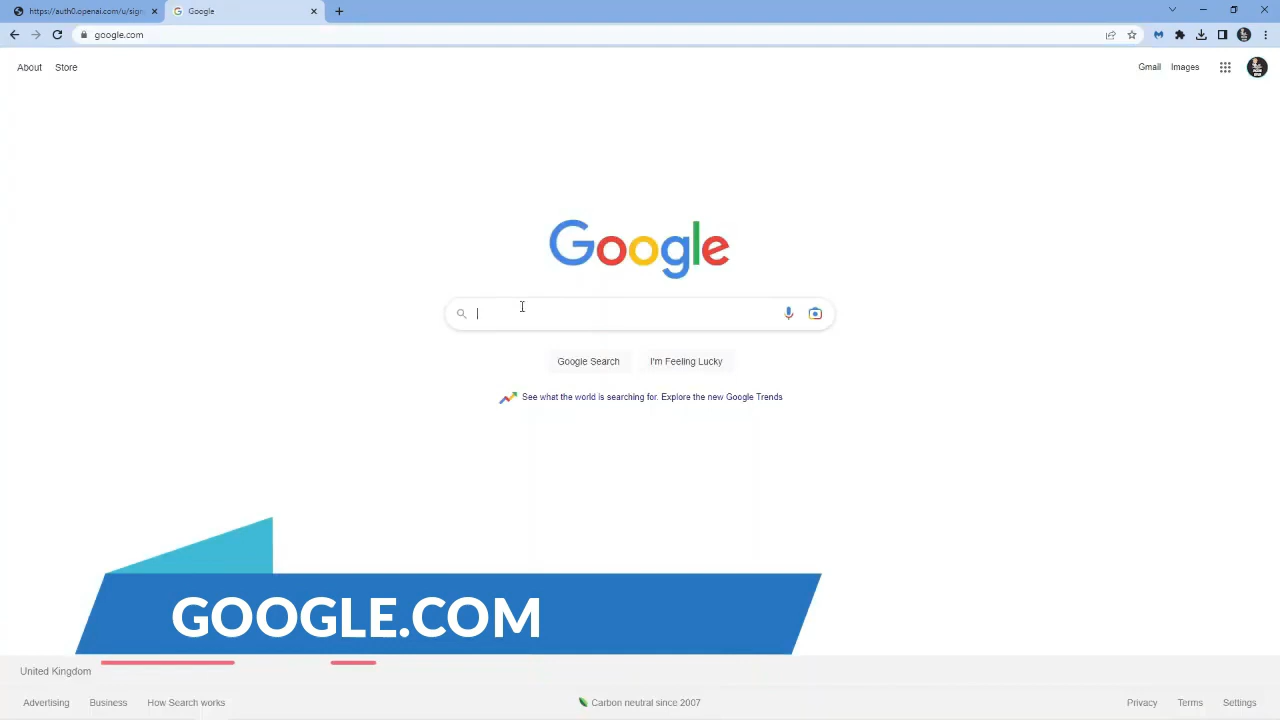 https://auth0.openai.com/u/sign
Google
google.com
About Store
Gmail Images
Google
Google Search I'm Feeling Lucky
See what the world is searching for. Explore the new Google Trends
GOOGLE.COM
United Kingdom
Advertising Business How Search works
Carbon neutral since 2007
Privacy Terms Settings